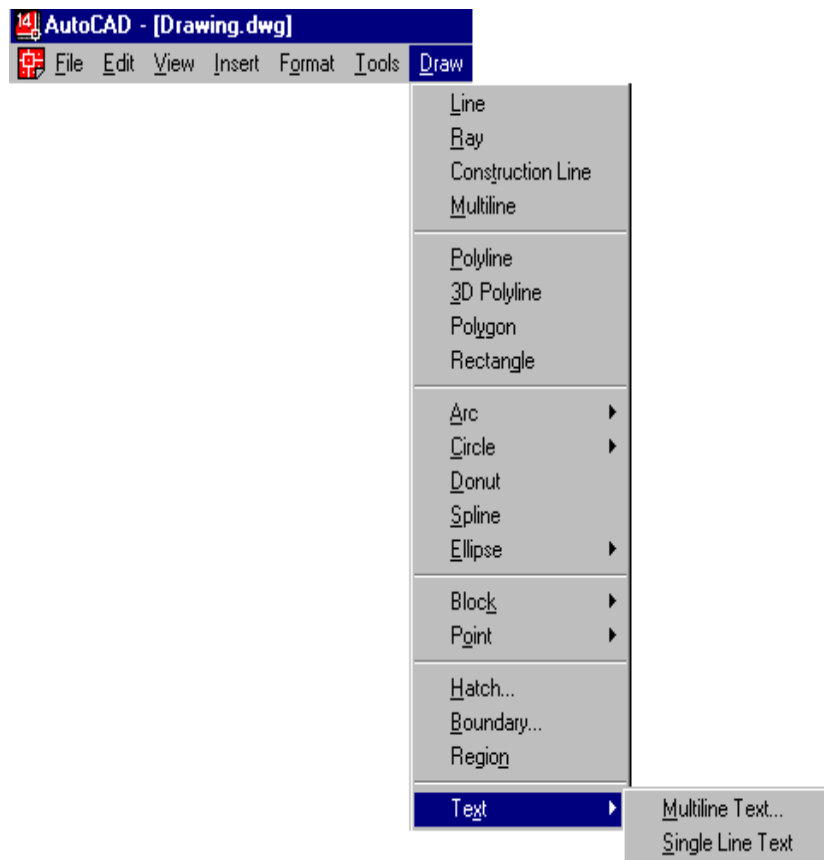 14 AutoCAD - [Drawing.dwg]
File Edit View Insert Format Tools Draw
Line
Ray
Construction Line
Multiline
Polyline
3D Polyline
Polygon
Rectangle
Arc
Circle
Donut
Spline
Ellipse
Block
Point
Hatch...
Boundary...
Region
Text
Multiline Text...
Single Line Text